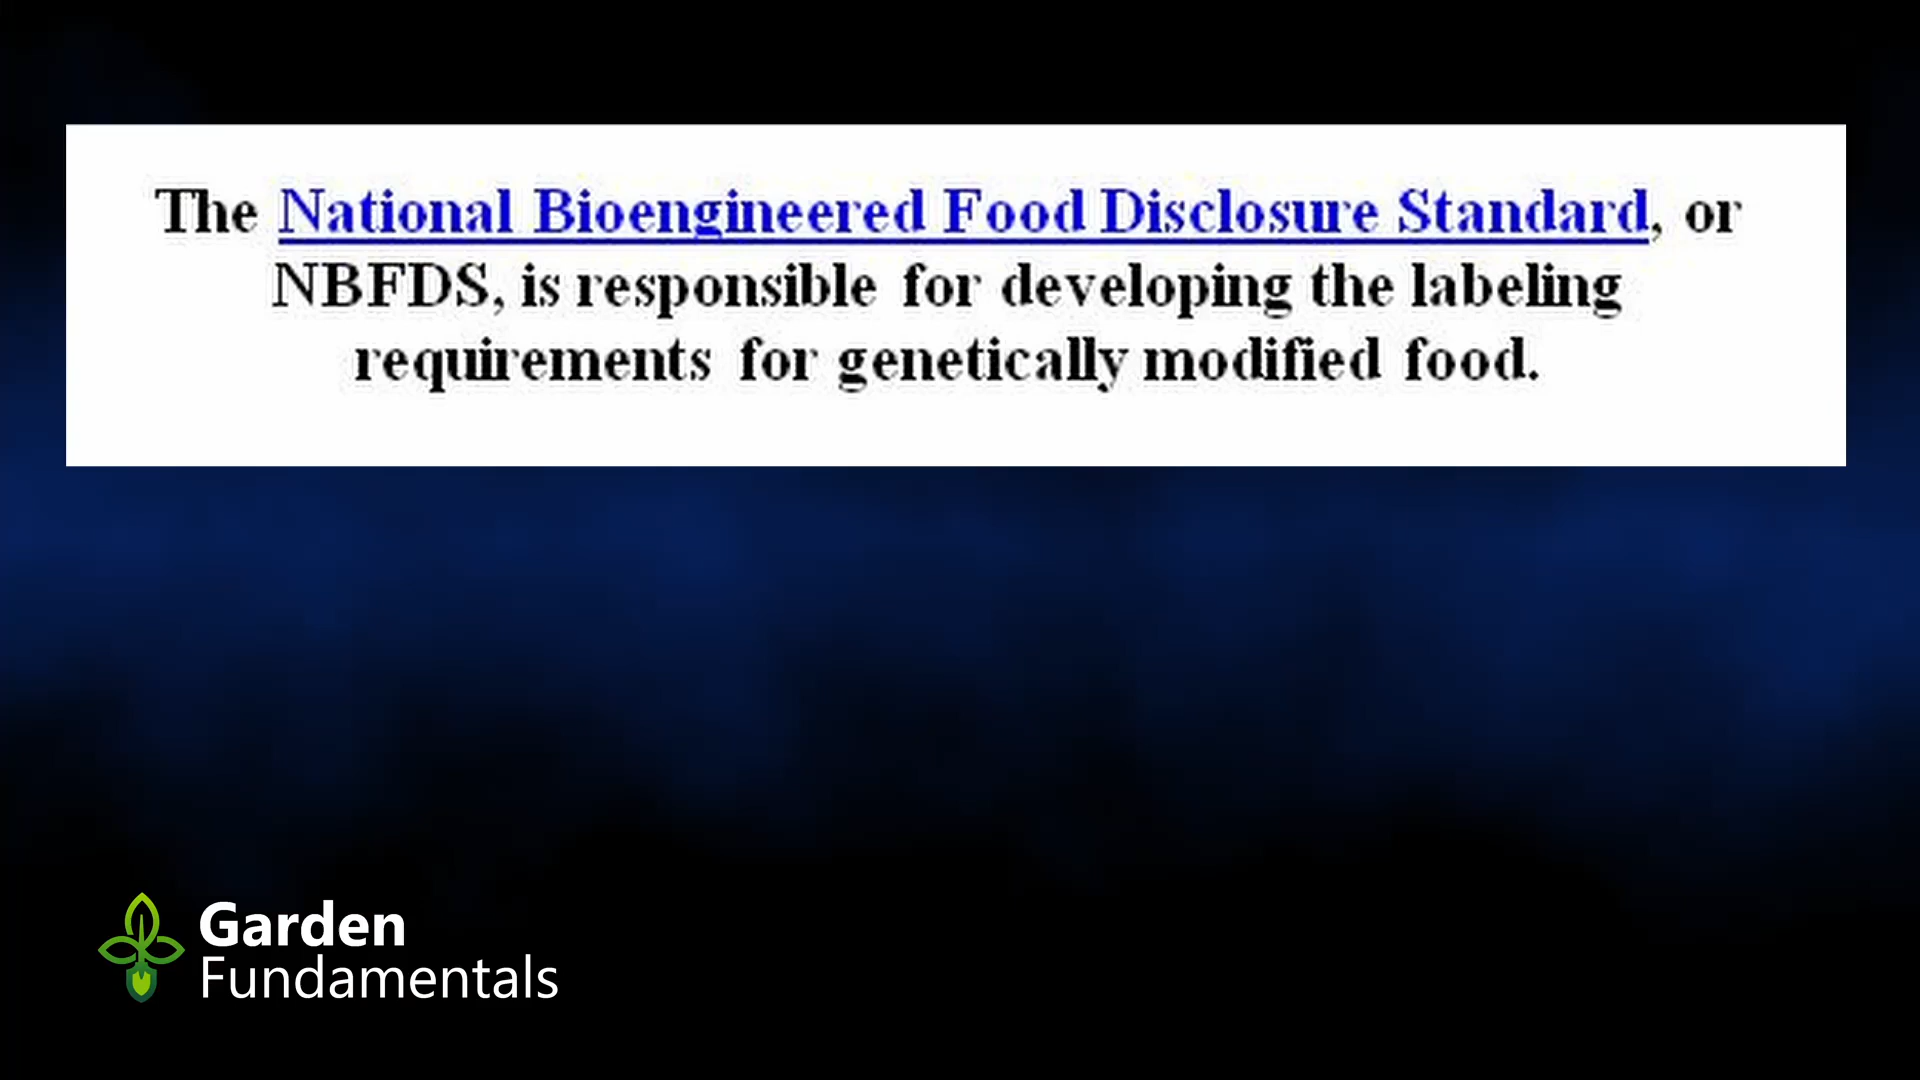 The National Bioengineered Food Disclosure Standard, or
NBFDS, is responsible for developing the labeling
requirements for genetically modified food.
Garden
Fundamentals